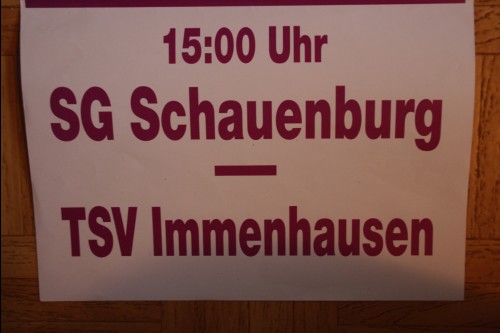 15:00 Uhr
SG Schauenburg
—
TSV Immenhausen